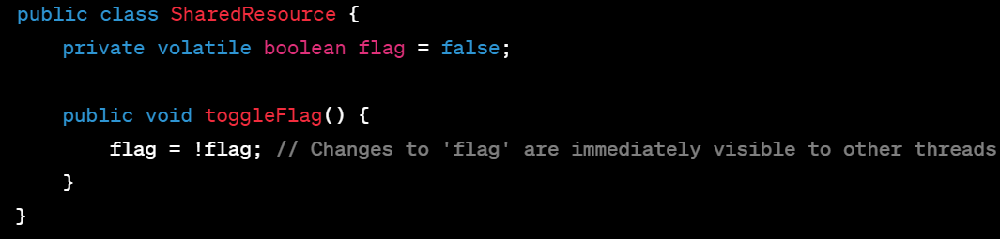 public class SharedResource {
    private volatile boolean flag = false;

    public void toggleFlag() {
        flag = !flag; // Changes to 'flag' are immediately visible to other threads
    }
}